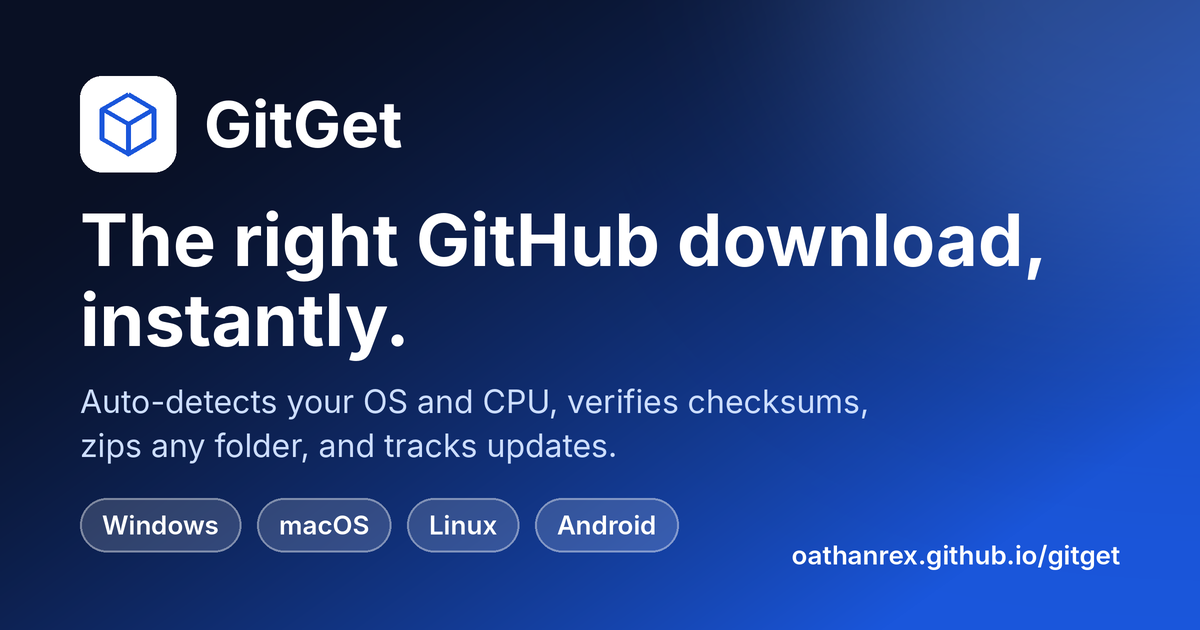 GitGet
The right GitHub download,
instantly.
Auto-detects your OS and CPU, verifies checksums,
zips any folder, and tracks updates.
Windows
macOS
Linux
Android
oathanrex.github.io/gitget